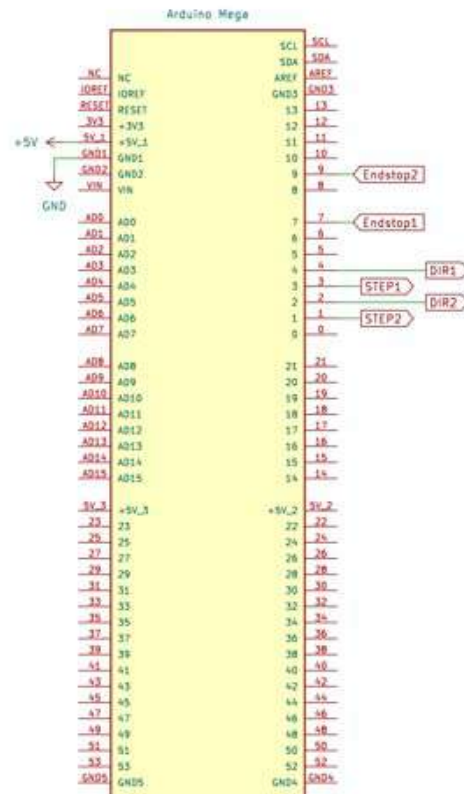 Arduino Mega
SCL SCL
SDA SDA
NC NC AREF AREF
IOREF IOREF GND3 GND3
RESET RESET 13 13
3V3 +3V3 12 12
+5V 5V_1 +5V_1 11 11
GND1 GND1 10 10
GND2 GND2 9 9 Endstop2
VIN VIN 8 8
GND
AD0 AD0 7 7 Endstop1
AD1 AD1 6 6
AD2 AD2 5 5
AD3 AD3 4 4 DIR1
AD4 AD4 3 3 STEP1
AD5 AD5 2 2 DIR2
AD6 AD6 1 1 STEP2
AD7 AD7 0 0
AD8 AD8 21 21
AD9 AD9 20 20
AD10 AD10 19 19
AD11 AD11 18 18
AD12 AD12 17 17
AD13 AD13 16 16
AD14 AD14 15 15
AD15 AD15 14 14
5V_3 +5V_3 +5V_2 5V_2
23 23 22 22
25 25 24 24
27 27 26 26
29 29 28 28
31 31 30 30
33 33 32 32
35 35 34 34
37 37 36 36
39 39 38 38
41 41 40 40
43 43 42 42
45 45 44 44
47 47 46 46
49 49 48 48
51 51 50 50
53 53 52 52
GND5 GND5 GND4 GND4